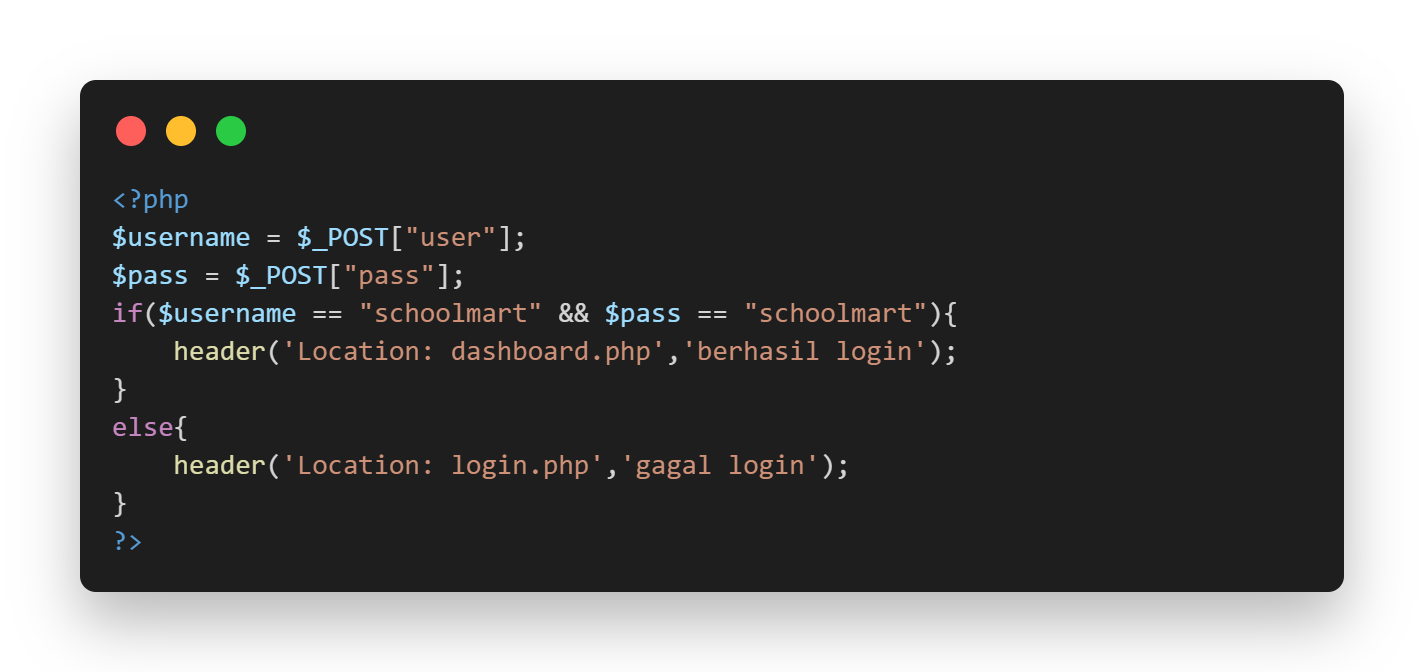 <?php
$username = $_POST["user"];
$pass = $_POST["pass"];
if($username == "schoolmart" && $pass == "schoolmart"){
    header('Location: dashboard.php','berhasil login');
}
else{
    header('Location: login.php','gagal login');
}
?>